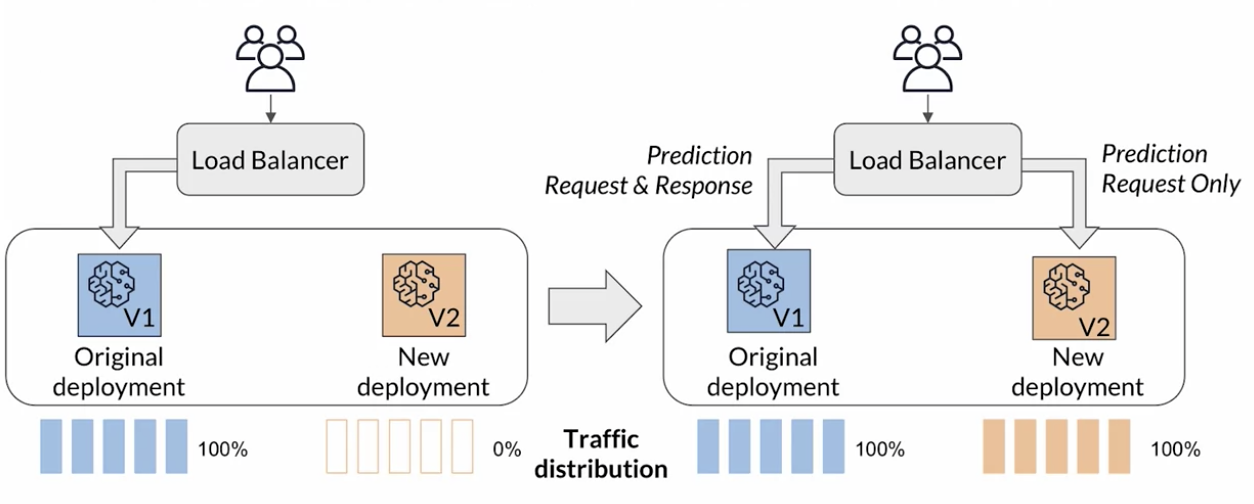 Load Balancer
V1
Original
deployment
V2
New
deployment
100%
0%
Traffic
distribution
Prediction
Request & Response
Load Balancer
Prediction
Request Only
V1
Original
deployment
V2
New
deployment
100%
100%